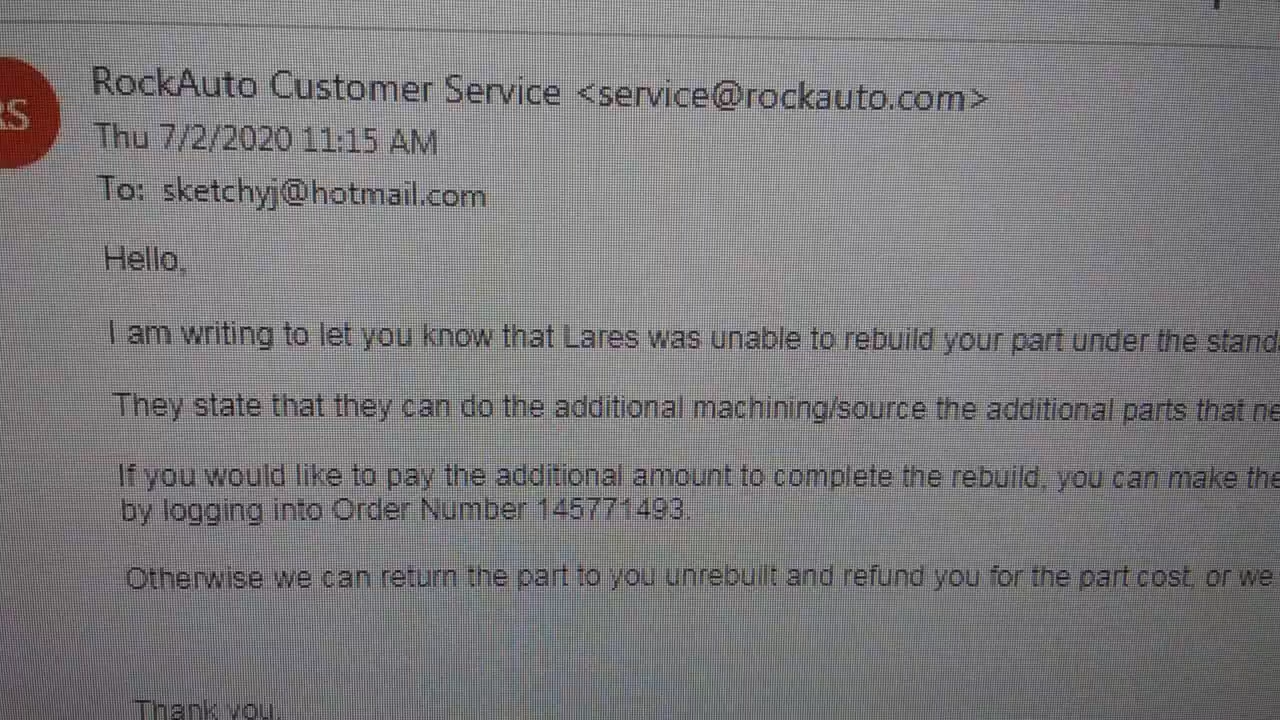 RS
RockAuto Customer Service <service@rockauto.com>
Thu 7/2/2020 11:15 AM
To: sketchyj@hotmail.com
Hello,
I am writing to let you know that Lares was unable to rebuild your part under the stand
They state that they can do the additional machining/source the additional parts that ne
If you would like to pay the additional amount to complete the rebuild, you can make the
by logging into Order Number 145771493.
Otherwise we can return the part to you unrebuilt and refund you for the part cost, or we
Thank you,